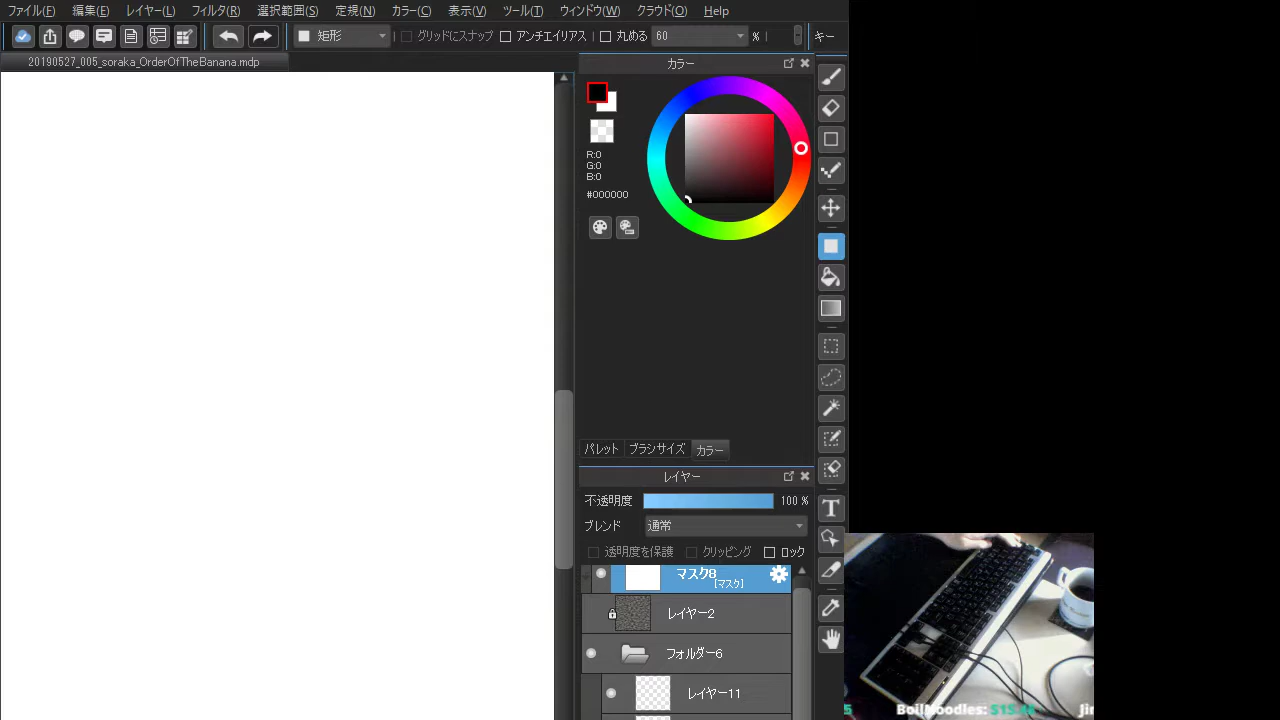 ファイル(F) 編集(E) レイヤー(L) フィルタ(R) 選択範囲(S) 定規(N) カラー(C) 表示(V) ツール(T) ウィンドウ(W) クラウド(O) Help
矩形 グリッドにスナップ アンチエイリアス 丸める 60 % キー
20190527_005_soraka_OrderOfTheBanana.mdp
カラー
R:0
G:0
B:0
#000000
パレット ブラシサイズ カラー
レイヤー
不透明度 100 %
ブレンド 通常
透明度を保護 クリッピング ロック
マスク8
[マスク]
レイヤー2
フォルダー6
レイヤー11
T
5 BoilNoodles: Jir